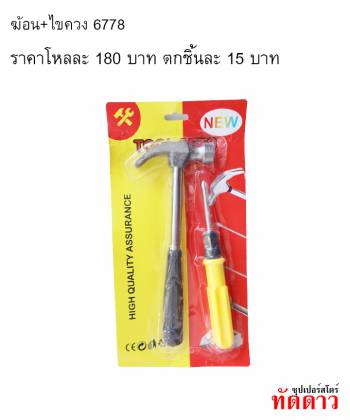 ฆ้อน+ไขควง 6778
ราคาโหลละ 180 บาท ตกชิ้นละ 15 บาท
NEW
HIGH QUALITY ASSURANCE
CE
ซุปเปอร์สโตร์
ทัดดาว